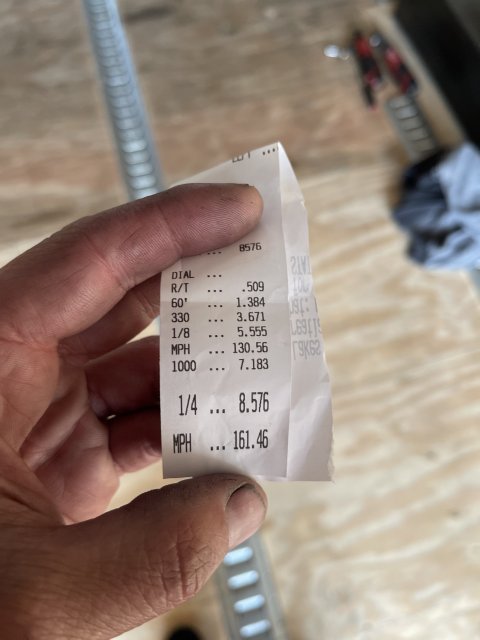 ... 8576
DIAL ...
R/T ... .509
60' ... 1.384
330 ... 3.671
1/8 ... 5.555
MPH ... 130.56
1000 ... 7.183
1/4 ... 8.576
MPH ... 161.46